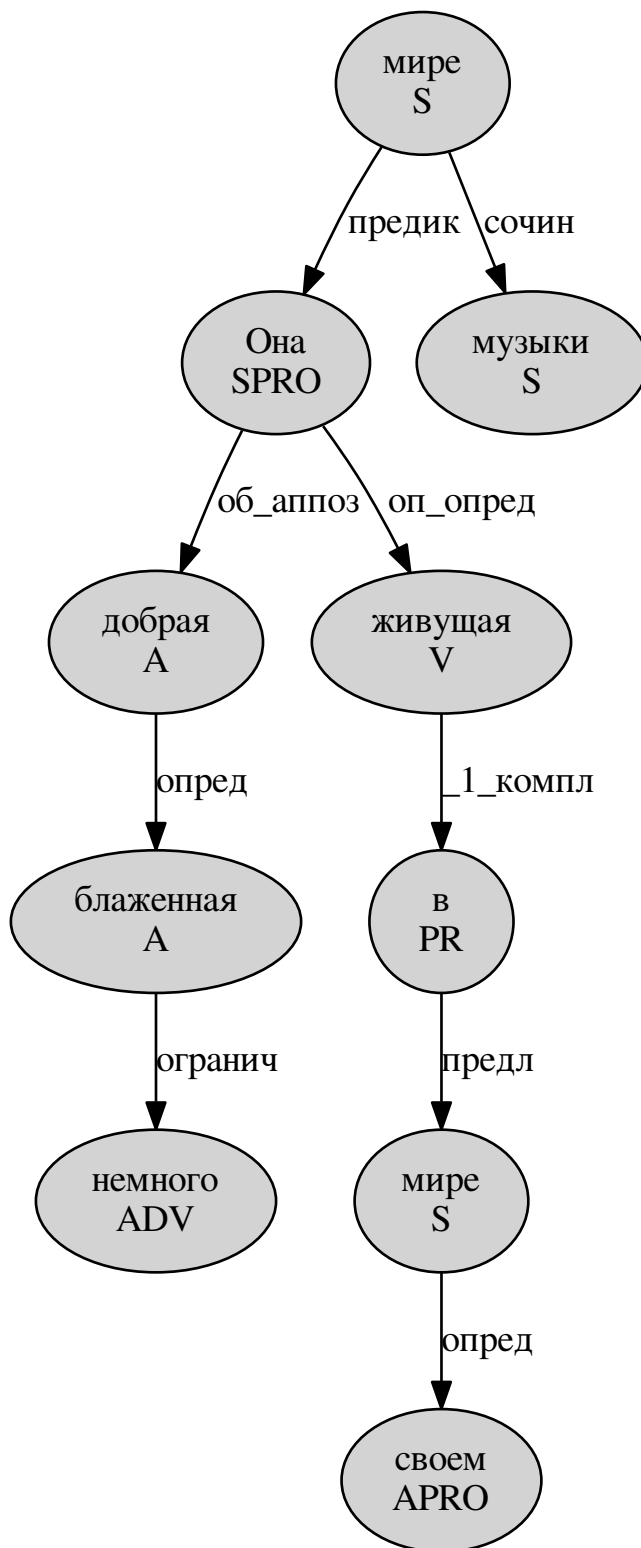 мире
S
предик
сочин
Она
SPRO
музыки
S
об_аппоз
оп_опред
добрая
A
живущая
V
опред
_1_компл
блаженная
A
в
PR
огранич
предл
немного
ADV
мире
S
опред
своем
APRO